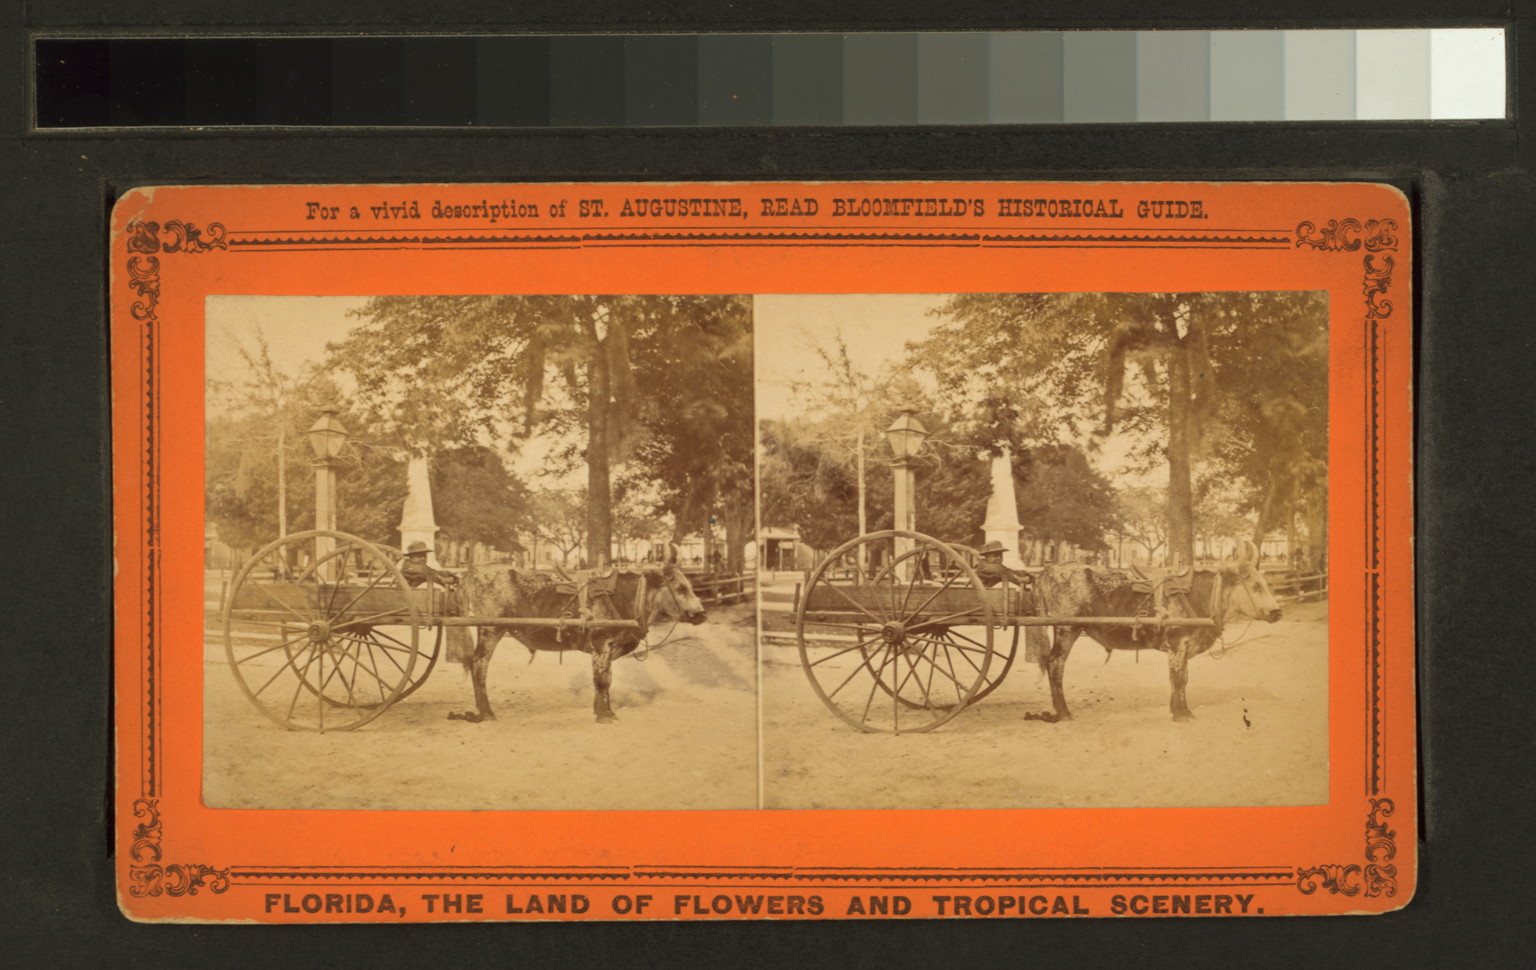 For a vivid description of ST. AUGUSTINE, READ BLOOMFIELD'S HISTORICAL GUIDE.
FLORIDA, THE LAND OF FLOWERS AND TROPICAL SCENERY.